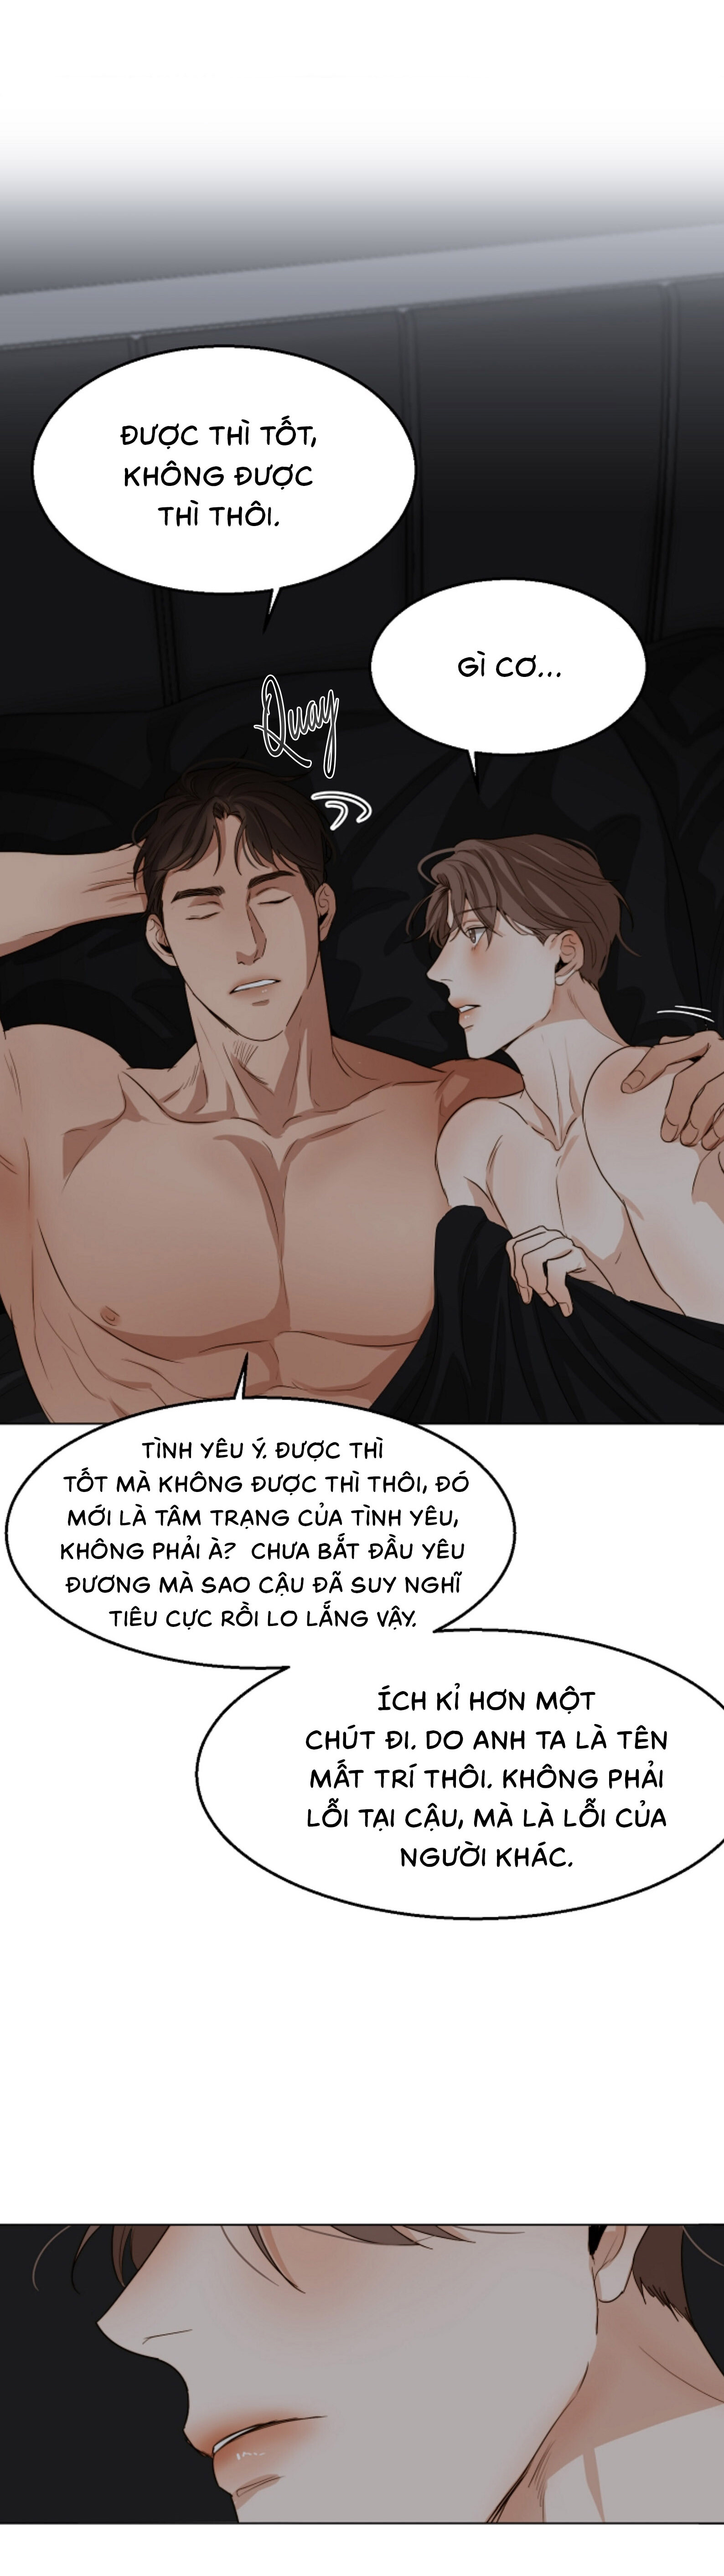 ĐƯỢC THÌ TỐT,
KHÔNG ĐƯỢC
THÌ THÔI.
GÌ CƠ...
Quay
TÌNH YÊU Ý. ĐƯỢC THÌ
TỐT MÀ KHÔNG ĐƯỢC THÌ THÔI, ĐÓ
MỚI LÀ TÂM TRẠNG CỦA TÌNH YÊU,
KHÔNG PHẢI À? CHƯA BẮT ĐẦU YÊU
ĐƯƠNG MÀ SAO CẬU ĐÃ SUY NGHĨ
TIÊU CỰC RỒI LO LẮNG VẬY.
ÍCH KỈ HƠN MỘT
CHÚT ĐI. DO ANH TA LÀ TÊN
MẤT TRÍ THÔI. KHÔNG PHẢI
LỖI TẠI CẬU, MÀ LÀ LỖI CỦA
NGƯỜI KHÁC.